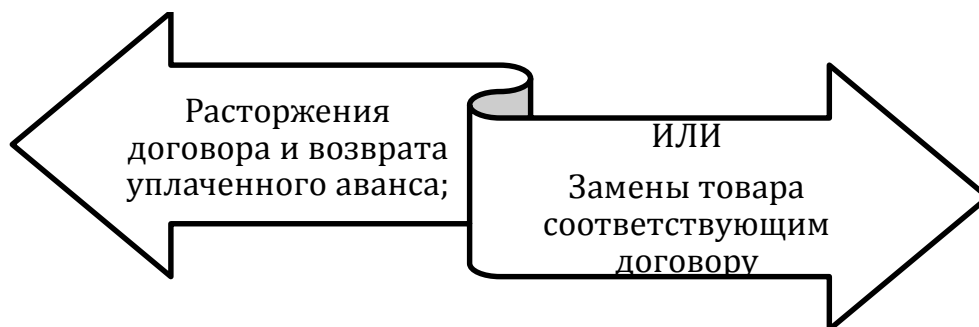 Расторжения
договора и возврата
уплаченного аванса;
ИЛИ
Замены товара
соответствующим
договору